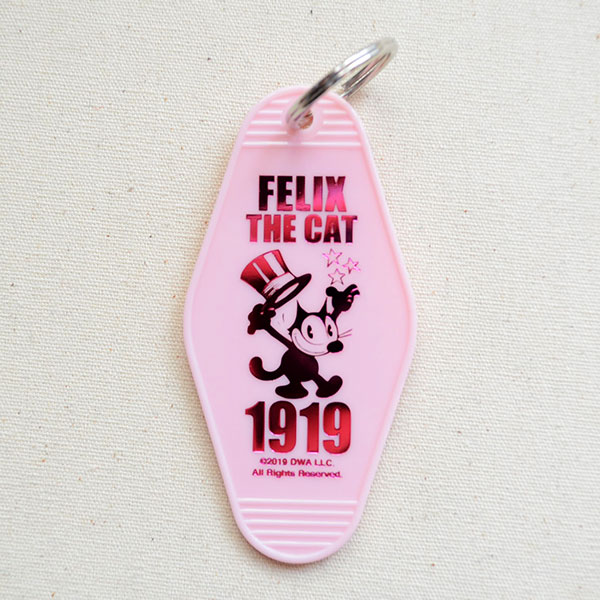 FELIX
THE CAT
1919
©2019 DWA LLC.
All Rights Reserved.